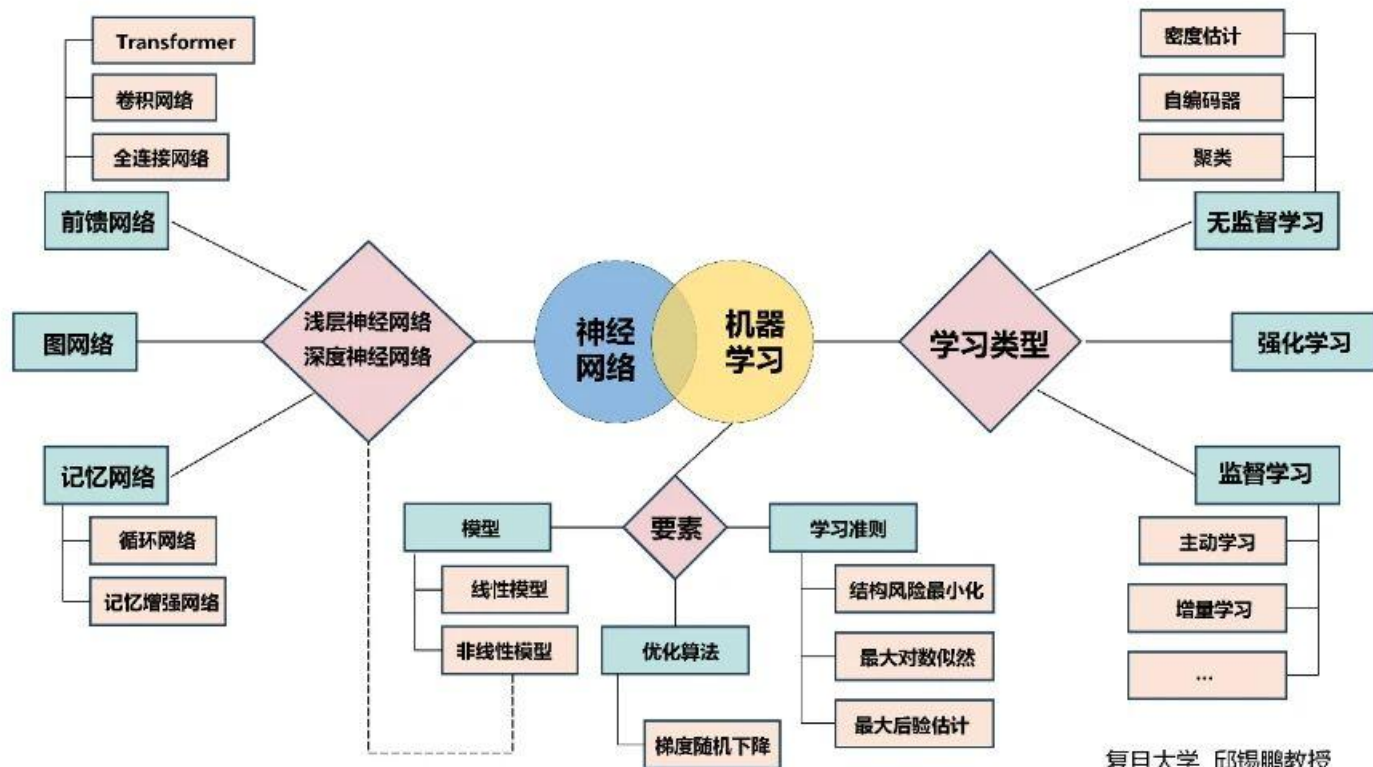 Transformer
卷积网络
全连接网络
前馈网络
图网络
记忆网络
循环网络
记忆增强网络
浅层神经网络
深度神经网络
神经
网络
机器
学习
要素
模型
线性模型
非线性模型
优化算法
梯度随机下降
学习准则
结构风险最小化
最大对数似然
最大后验估计
学习类型
密度估计
自编码器
聚类
无监督学习
强化学习
监督学习
主动学习
增量学习
...
复旦大学 邱锡鹏教授